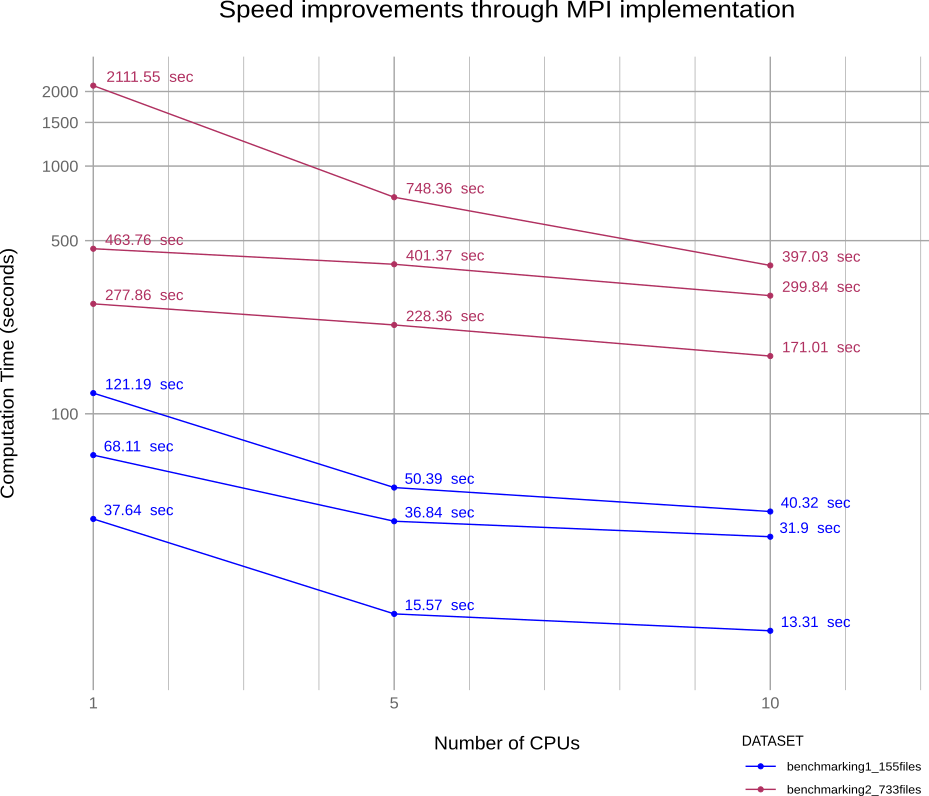 Speed improvements through MPI implementation
2111.55 sec
2000
1500
1000
748.36 sec
500
463.76 sec
401.37 sec
397.03 sec
299.84 sec
277.86 sec
228.36 sec
171.01 sec
121.19 sec
100
68.11 sec
50.39 sec
40.32 sec
37.64 sec
36.84 sec
31.9 sec
15.57 sec
13.31 sec
Computation Time (seconds)
1 5 10
Number of CPUs
DATASET
benchmarking1_155files
benchmarking2_733files